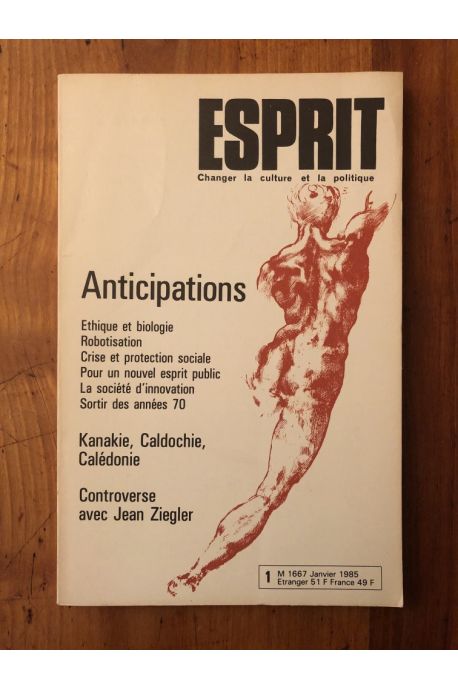 ESPRIT
Changer la culture et la politique
Anticipations
Ethique et biologie
Robotisation
Crise et protection sociale
Pour un nouvel esprit public
La société d'innovation
Sortir des années 70
Kanakie, Caldochie,
Calédonie
Controverse
avec Jean Ziegler
1 M 1667 Janvier 1985
Etranger 51 F France 49 F